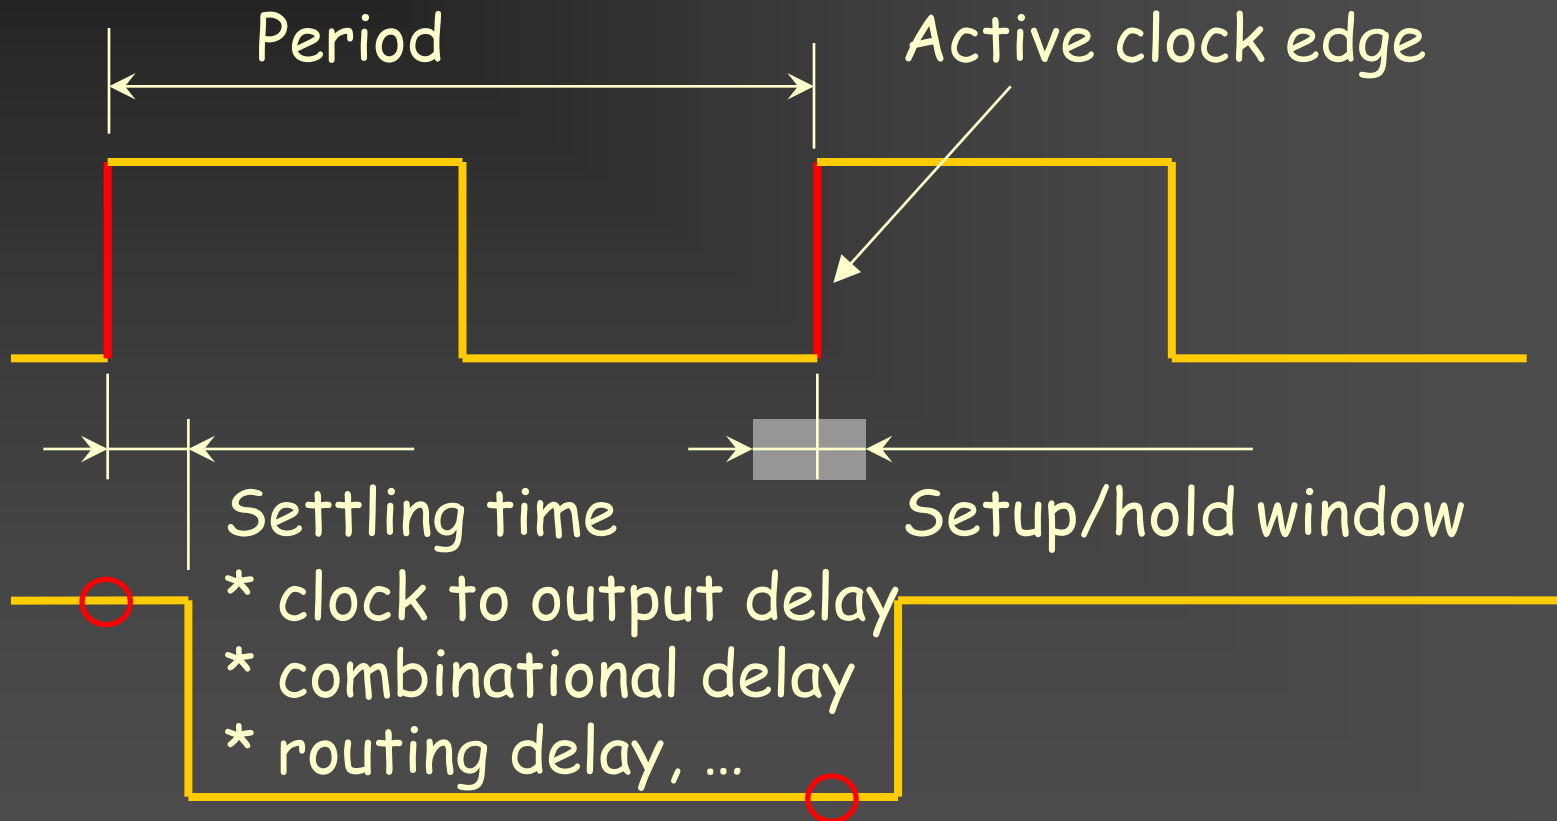 Period
Active clock edge
Settling time
Setup/hold window
* clock to output delay
* combinational delay
* routing delay, ...